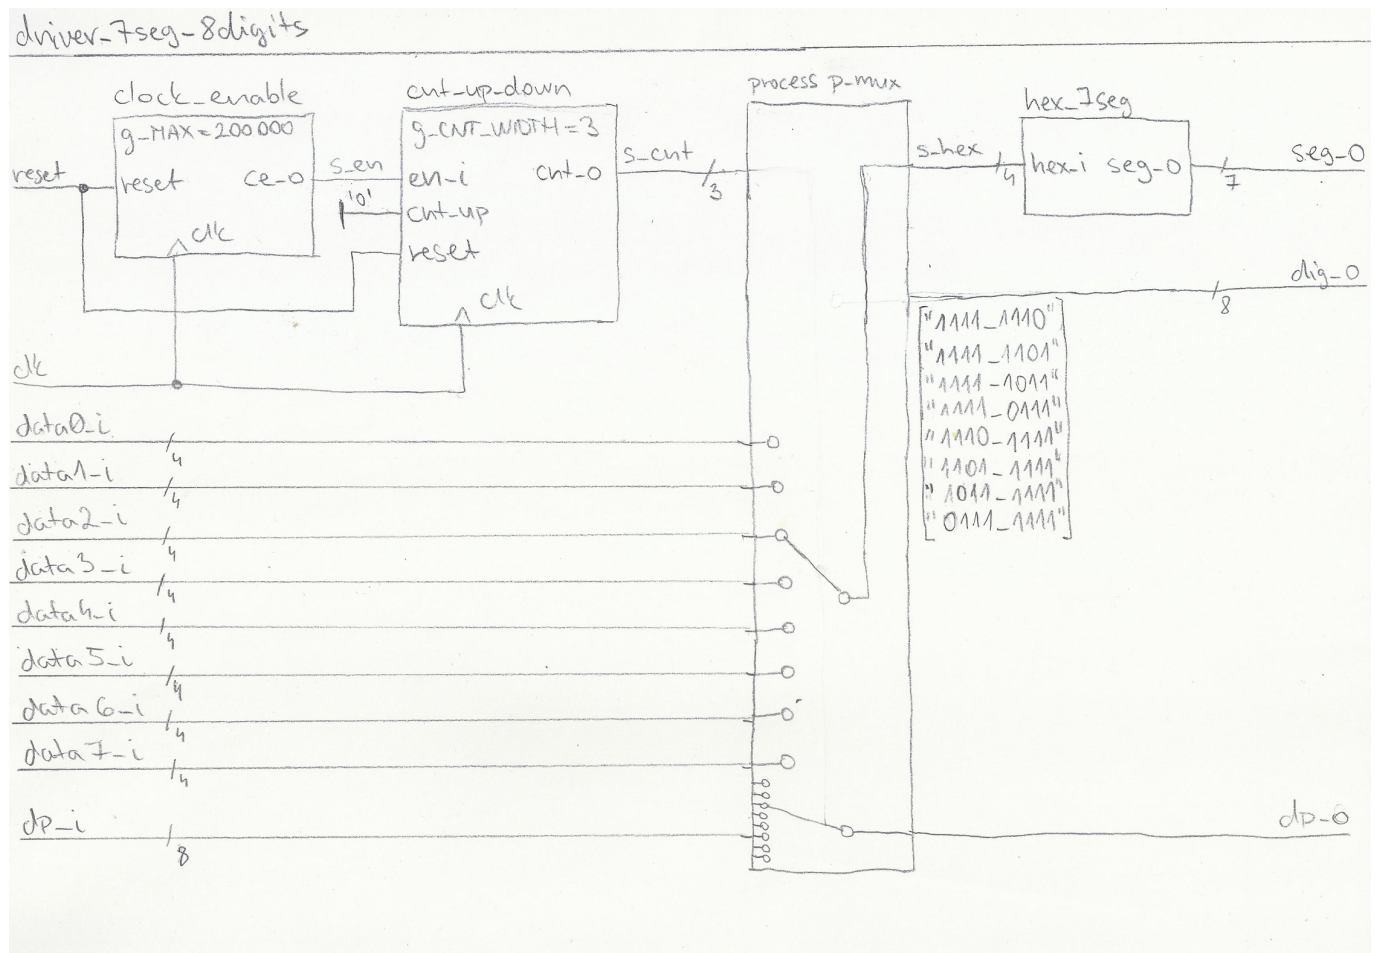 driver_7seg_8digits
clock_enable
g_MAX=200000
reset
reset
ce_o
clk
s_en
'0'
cnt_up_down
g_CNT_WIDTH=3
en_i
cnt_o
cnt_up
reset
clk
s_cnt
3
process p_mux
s_hex
4
hex_7seg
hex_i seg_o
7
seg_o
dig_o
8
"1111_1110"
"1111_1101"
"1111_1011"
"1111_0111"
"1110_1111"
"1101_1111"
"1011_1111"
"0111_1111"
clk
data0_i
4
data1_i
4
data2_i
4
data3_i
4
data4_i
4
data5_i
4
data6_i
4
data7_i
4
dp_i
8
dp_o